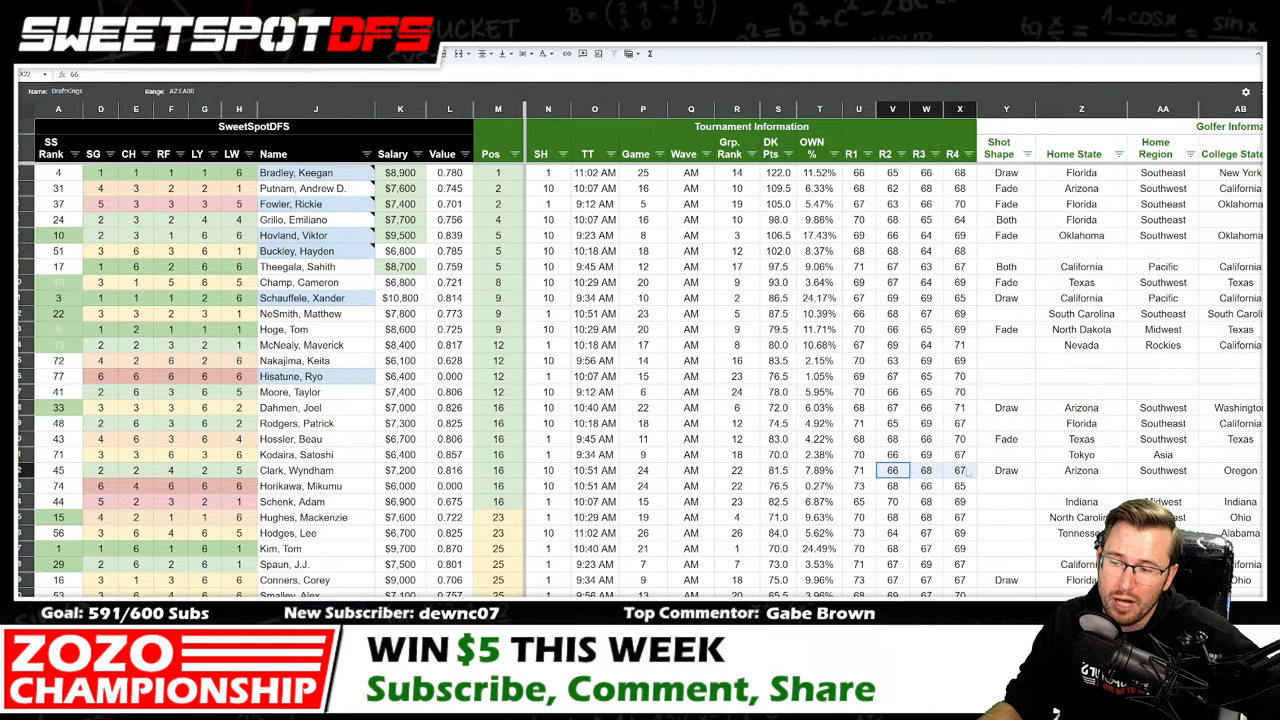 SWEETSPOTDFS
X22 fx 66
Name: DraftKings Range: A2:EA80
A D E F G H J K L M N O P Q R S T U V W X Y Z AA AB
SweetSpotDFS Tournament Information Golfer Informa
SS Rank SG CH RF LY LW Name Salary Value Pos SH TT Game Wave Grp. Rank DK Pts OWN % R1 R2 R3 R4 Shot Shape Home State Home Region College State
4 1 1 1 1 6 Bradley, Keegan $8,900 0.780 1 1 11:02 AM 25 AM 14 122.0 11.52% 66 65 66 68 Draw Florida Southeast New York
31 4 3 2 2 1 Putnam, Andrew D. $7,600 0.745 2 10 10:07 AM 16 AM 10 109.5 6.33% 68 62 68 68 Fade Arizona Southwest California
37 5 3 3 3 5 Fowler, Rickie $7,400 0.701 2 1 9:12 AM 5 AM 19 105.0 5.47% 67 63 66 70 Fade Florida Southeast Oklahoma
24 2 3 2 4 4 Grillo, Emiliano $7,700 0.756 4 10 10:07 AM 16 AM 10 98.0 9.86% 70 68 65 64 Both Florida Southeast
10 2 3 1 6 6 Hovland, Viktor $9,500 0.839 5 10 9:23 AM 8 AM 3 106.5 17.43% 69 66 64 69 Fade Oklahoma Southwest Oklahoma
51 3 6 3 6 1 Buckley, Hayden $6,800 0.785 5 10 10:18 AM 18 AM 12 102.0 8.37% 68 68 64 68
17 1 6 2 6 6 Theegala, Sahith $8,700 0.759 5 1 9:45 AM 12 AM 17 97.5 9.06% 71 67 63 67 Both California Pacific California
3 1 5 6 5 Champ, Cameron $6,800 0.721 8 1 10:29 AM 20 AM 9 93.0 3.64% 70 67 63 69 Fade Texas Southwest Texas
3 1 1 1 2 6 Schauffele, Xander $10,800 0.814 9 1 9:34 AM 10 AM 2 86.5 24.17% 67 69 69 65 Draw California Pacific California
22 3 3 2 3 2 NeSmith, Matthew $7,800 0.773 9 1 10:51 AM 23 AM 5 87.5 10.39% 71 68 65 66 South Carolina Southeast South Carol
9 1 2 1 1 1 Hoge, Tom $8,600 0.725 9 1 10:29 AM 20 AM 9 79.5 11.71% 70 66 65 69 Fade North Dakota Midwest Texas
2 2 3 2 1 McNealy, Maverick $8,400 0.817 12 1 10:18 AM 17 AM 8 80.0 10.68% 67 69 64 71 Nevada Rockies California
72 4 2 6 2 6 Nakajima, Keita $6,100 0.628 12 10 9:56 AM 14 AM 16 83.5 2.15% 70 63 69 69
77 6 6 6 6 6 Hisatune, Ryo $6,400 0.000 12 1 10:07 AM 15 AM 23 76.5 1.05% 69 67 65 70
41 2 6 3 6 5 Moore, Taylor $7,400 0.806 12 10 9:12 AM 6 AM 24 78.0 5.95% 70 67 65 69
33 3 3 3 6 2 Dahmen, Joel $7,000 0.826 16 10 10:40 AM 22 AM 6 72.0 6.03% 68 67 66 71 Draw Arizona Southwest Washington
48 2 6 3 6 2 Rodgers, Patrick $7,300 0.825 16 10 10:18 AM 18 AM 12 74.5 4.92% 71 65 69 67
43 4 3 3 6 6 Hossler, Beau $6,700 0.806 16 1 9:45 AM 11 AM 12 83.0 4.22% 68 68 66 70 Fade Texas Southwest Texas
71 3 6 4 6 6 Kodaira, Satoshi $6,100 0.655 16 1 9:34 AM 9 AM 18 70.0 2.38% 70 66 69 67 Tokyo Asia
45 2 2 4 2 5 Clark, Wyndham $7,200 0.816 16 10 10:51 AM 24 AM 22 81.5 7.89% 71 66 68 67 Draw Arizona Southwest Oregon
74 6 4 6 6 6 Horikawa, Mikumu $6,000 0.000 16 10 10:51 AM 24 AM 22 76.5 0.27% 73 68 66 65
44 5 2 3 2 1 Schenk, Adam $6,900 0.675 16 1 10:07 AM 15 AM 23 82.5 6.87% 65 70 68 69 Indiana Midwest Indiana
15 4 2 1 1 6 Hughes, Mackenzie $7,600 0.722 23 1 10:29 AM 19 AM 4 71.0 9.63% 70 68 68 67 North Carolin Ohio
56 3 6 4 6 5 Hodges, Lee $6,700 0.825 23 10 11:02 AM 26 AM 26 84.0 5.62% 73 64 67 69 Tennesse Alabama
1 1 6 1 6 1 Kim, Tom $9,700 0.870 25 1 10:40 AM 21 AM 1 70.0 24.49% 71 68 67 68
29 2 6 2 6 1 Spaun, J.J. $7,500 0.801 25 1 9:23 AM 7 AM 7 73.0 3.53% 71 67 67 69 Californi California
16 3 1 3 6 6 Conners, Corey $9,000 0.706 25 1 9:34 AM 9 AM 18 75.0 3.96% 71 69 67 67 Draw Florida Ohio
Smalley, Alex
Goal: 591/600 Subs New Subscriber: dewnc07 Top Commentor: Gabe Brown
ZOZO
CHAMPIONSHIP
WIN $5 THIS WEEK
Subscribe, Comment, Share